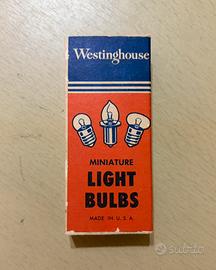 Westinghouse
MINIATURE
LIGHT
BULBS
MADE IN U.S.A.
subito